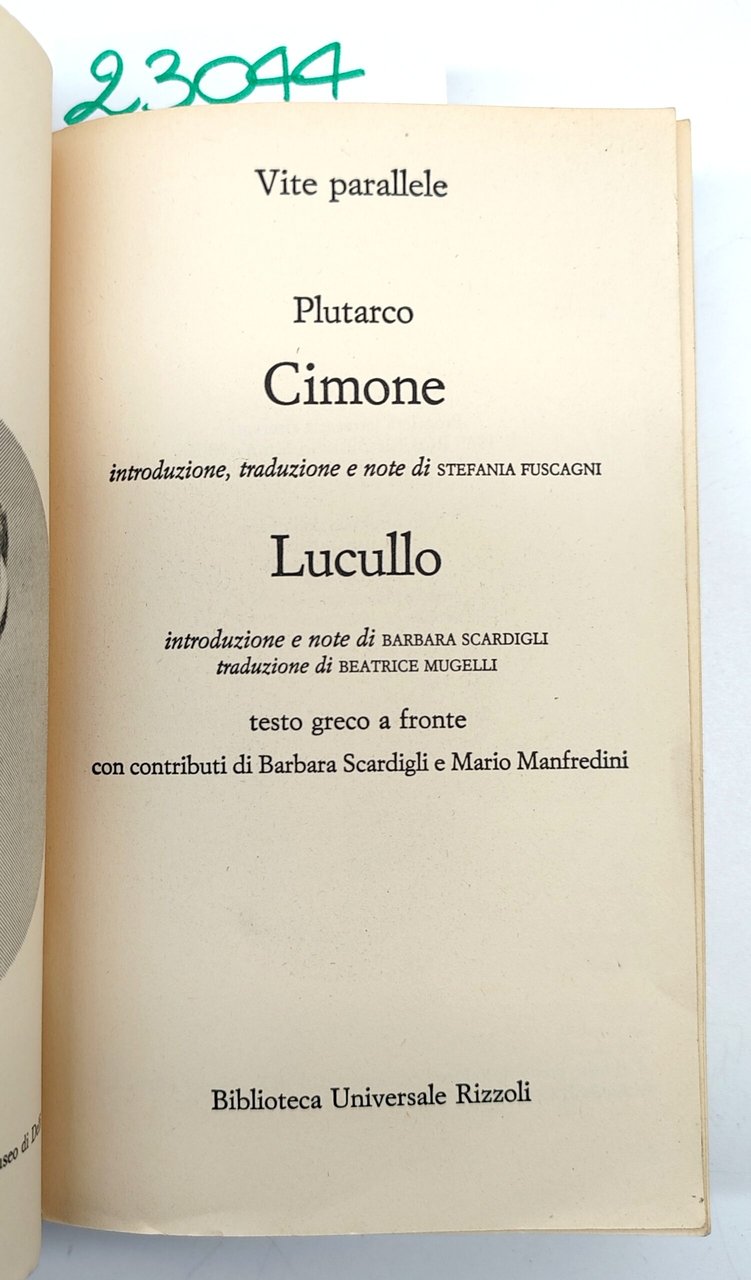 23044
Vite parallele
Plutarco
Cimone
introduzione, traduzione e note di STEFANIA FUSCAGNI
Lucullo
introduzione e note di BARBARA SCARDIGLI
traduzione di BEATRICE MUGELLI
testo greco a fronte
con contributi di Barbara Scardigli e Mario Manfredini
Biblioteca Universale Rizzoli
di